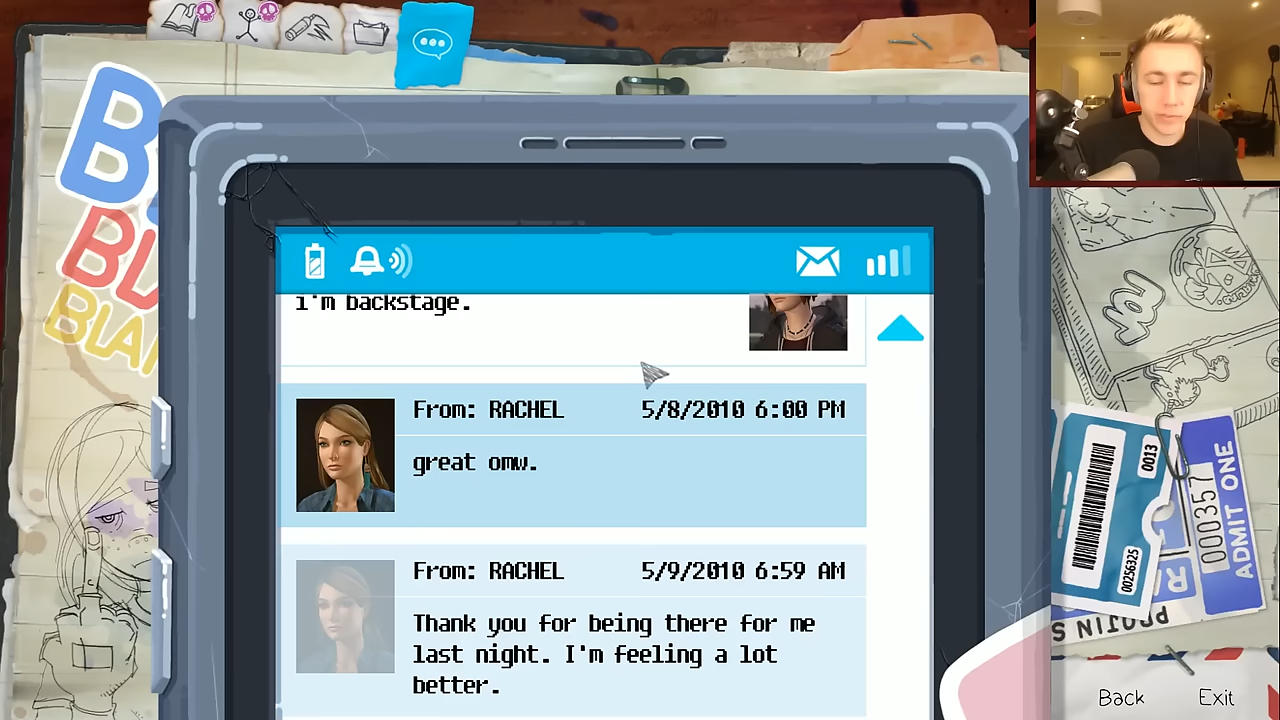 i'm backstage.
From: RACHEL 5/8/2010 6:00 PM
great omw.
From: RACHEL 5/9/2010 6:59 AM
Thank you for being there for me
last night. I'm feeling a lot
better.
0013
00256325
000357
ADMIT ONE
Back Exit